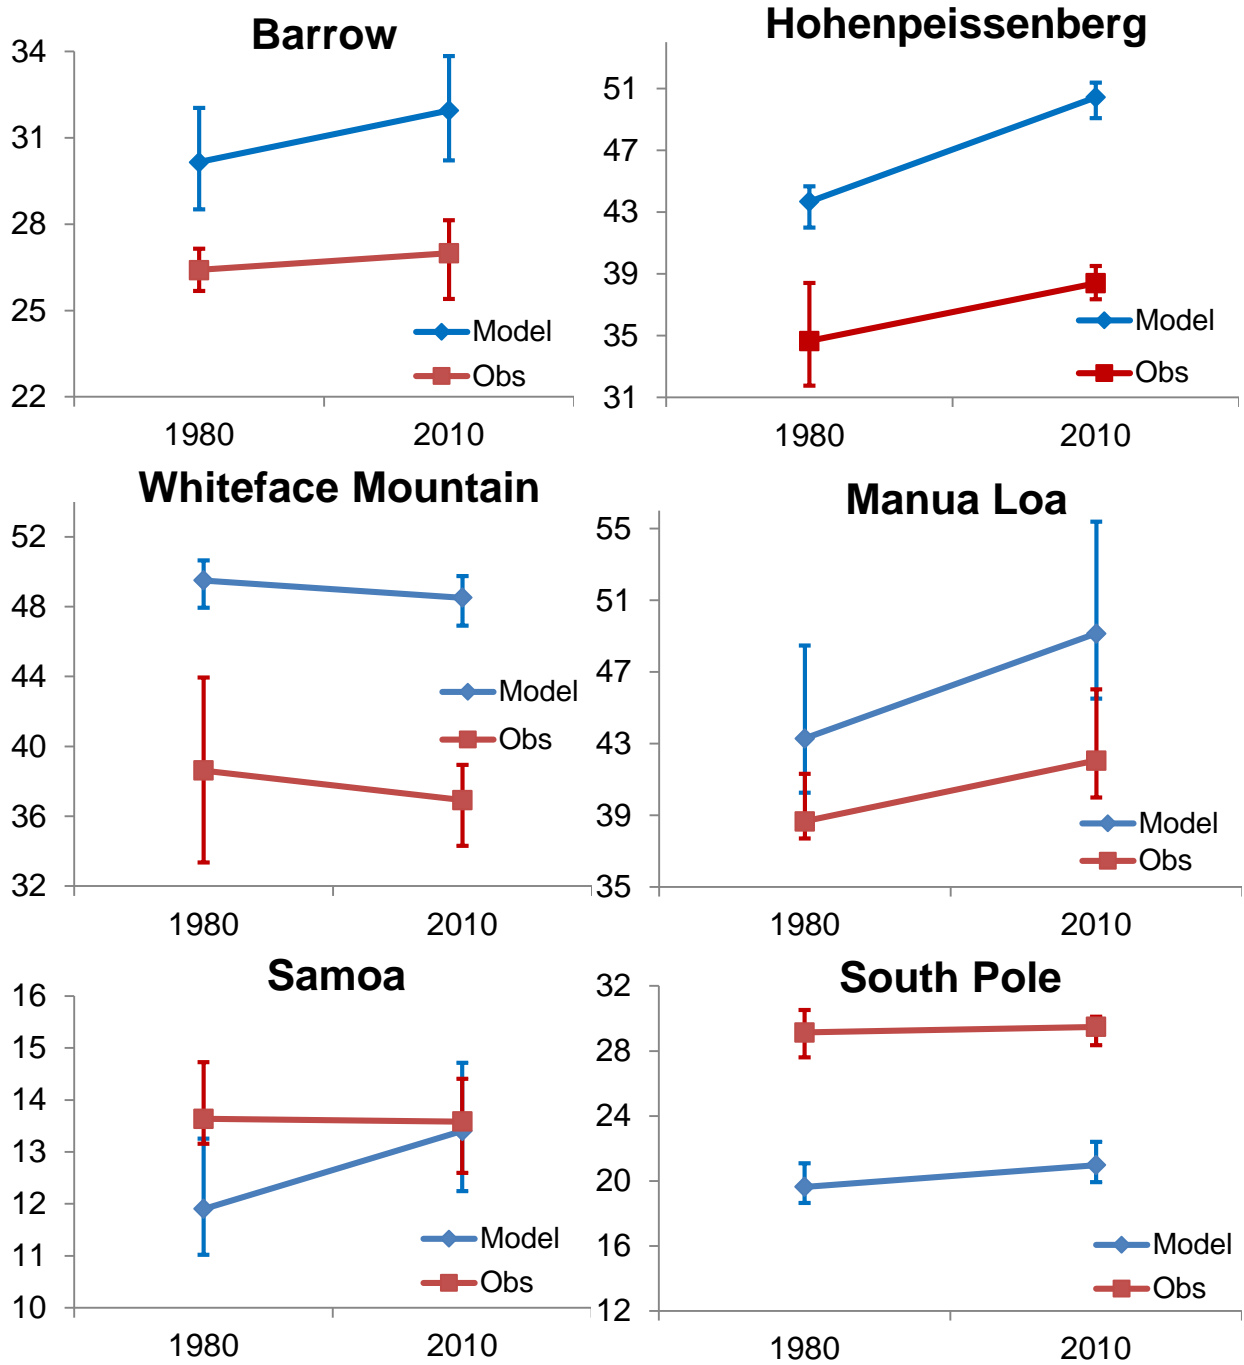 Barrow
34
31
28
25
22
Model
Obs
1980 2010
Hohenpeissenberg
51
47
43
39
35
31
Model
Obs
1980 2010
Whiteface Mountain
52
48
44
40
36
32
Model
Obs
1980 2010
Manua Loa
55
51
47
43
39
35
Model
Obs
1980 2010
Samoa
16
15
14
13
12
11
10
Model
Obs
1980 2010
South Pole
32
28
24
20
16
12
Model
Obs
1980 2010